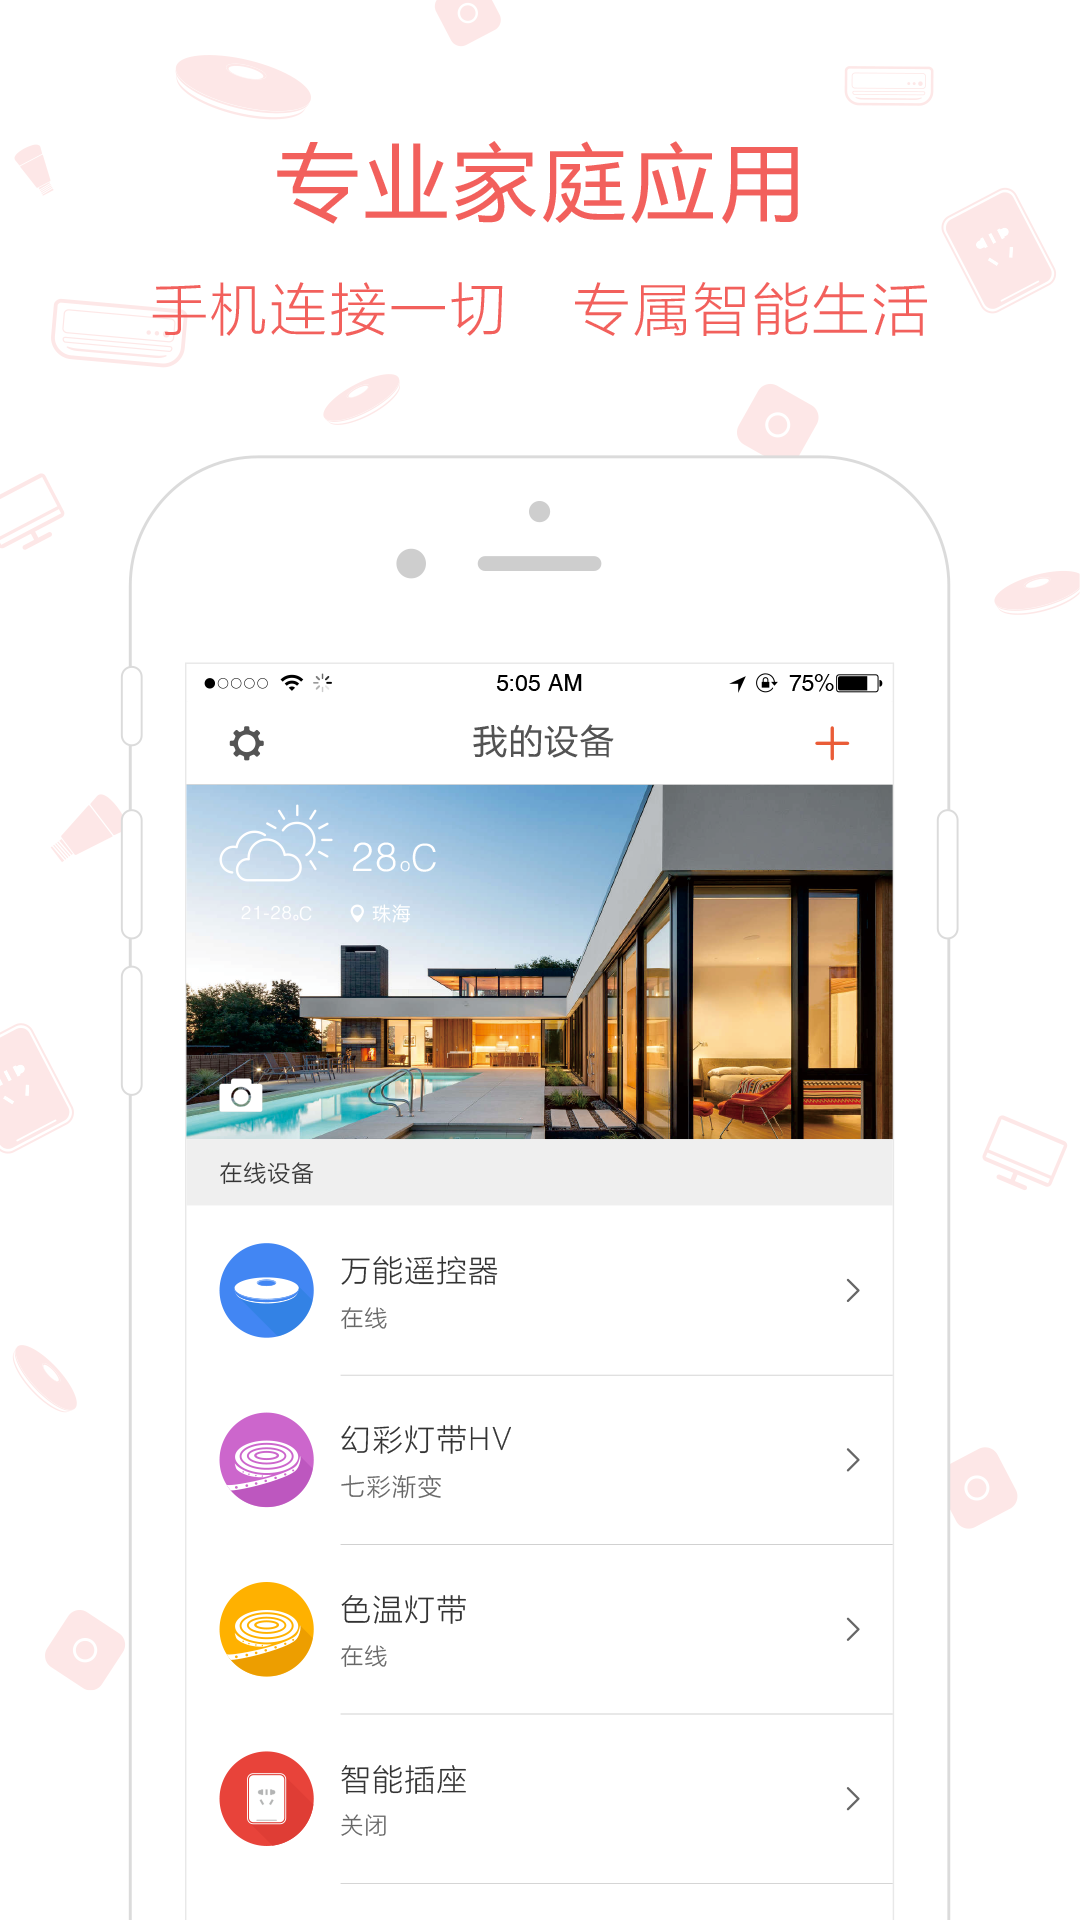 专业家庭应用
手机连接一切 专属智能生活
5:05 AM 75%
我的设备
28°C
21-28°C 珠海
在线设备
万能遥控器
在线
幻彩灯带HV
七彩渐变
色温灯带
在线
智能插座
关闭